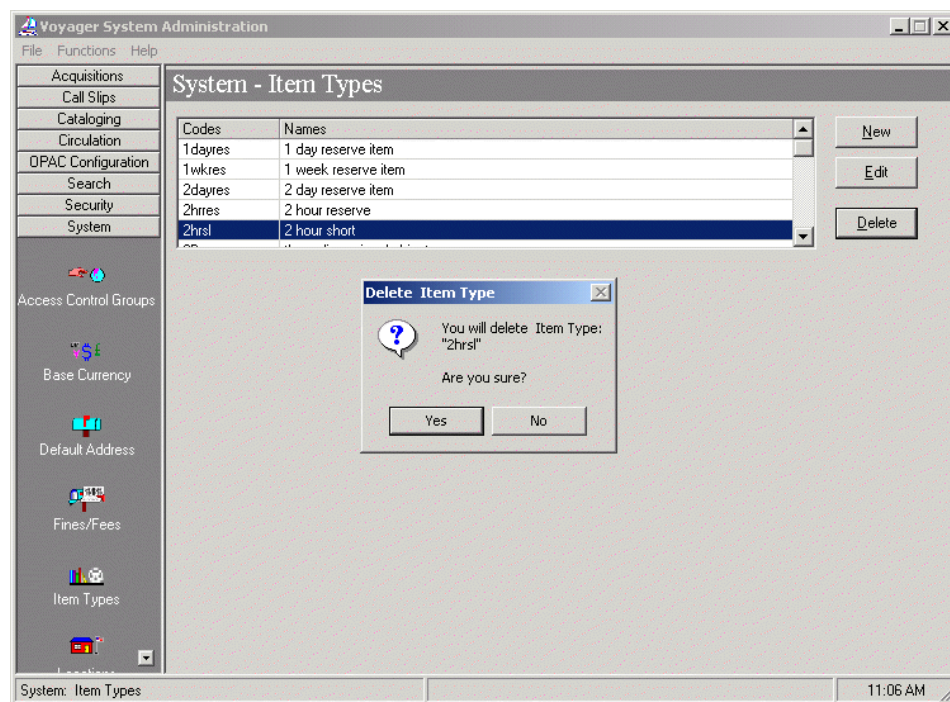 Voyager System Administration
File Functions Help
Acquisitions
Call Slips
Cataloging
Circulation
OPAC Configuration
Search
Security
System
Access Control Groups
Base Currency
Default Address
Fines/Fees
Item Types
System - Item Types
Codes Names
1dayres 1 day reserve item
1wkres 1 week reserve item
2dayres 2 day reserve item
2hrres 2 hour reserve
2hrsl 2 hour short
New
Edit
Delete
Delete Item Type
You will delete Item Type:
"2hrsl"
Are you sure?
Yes No
System: Item Types 11:06 AM